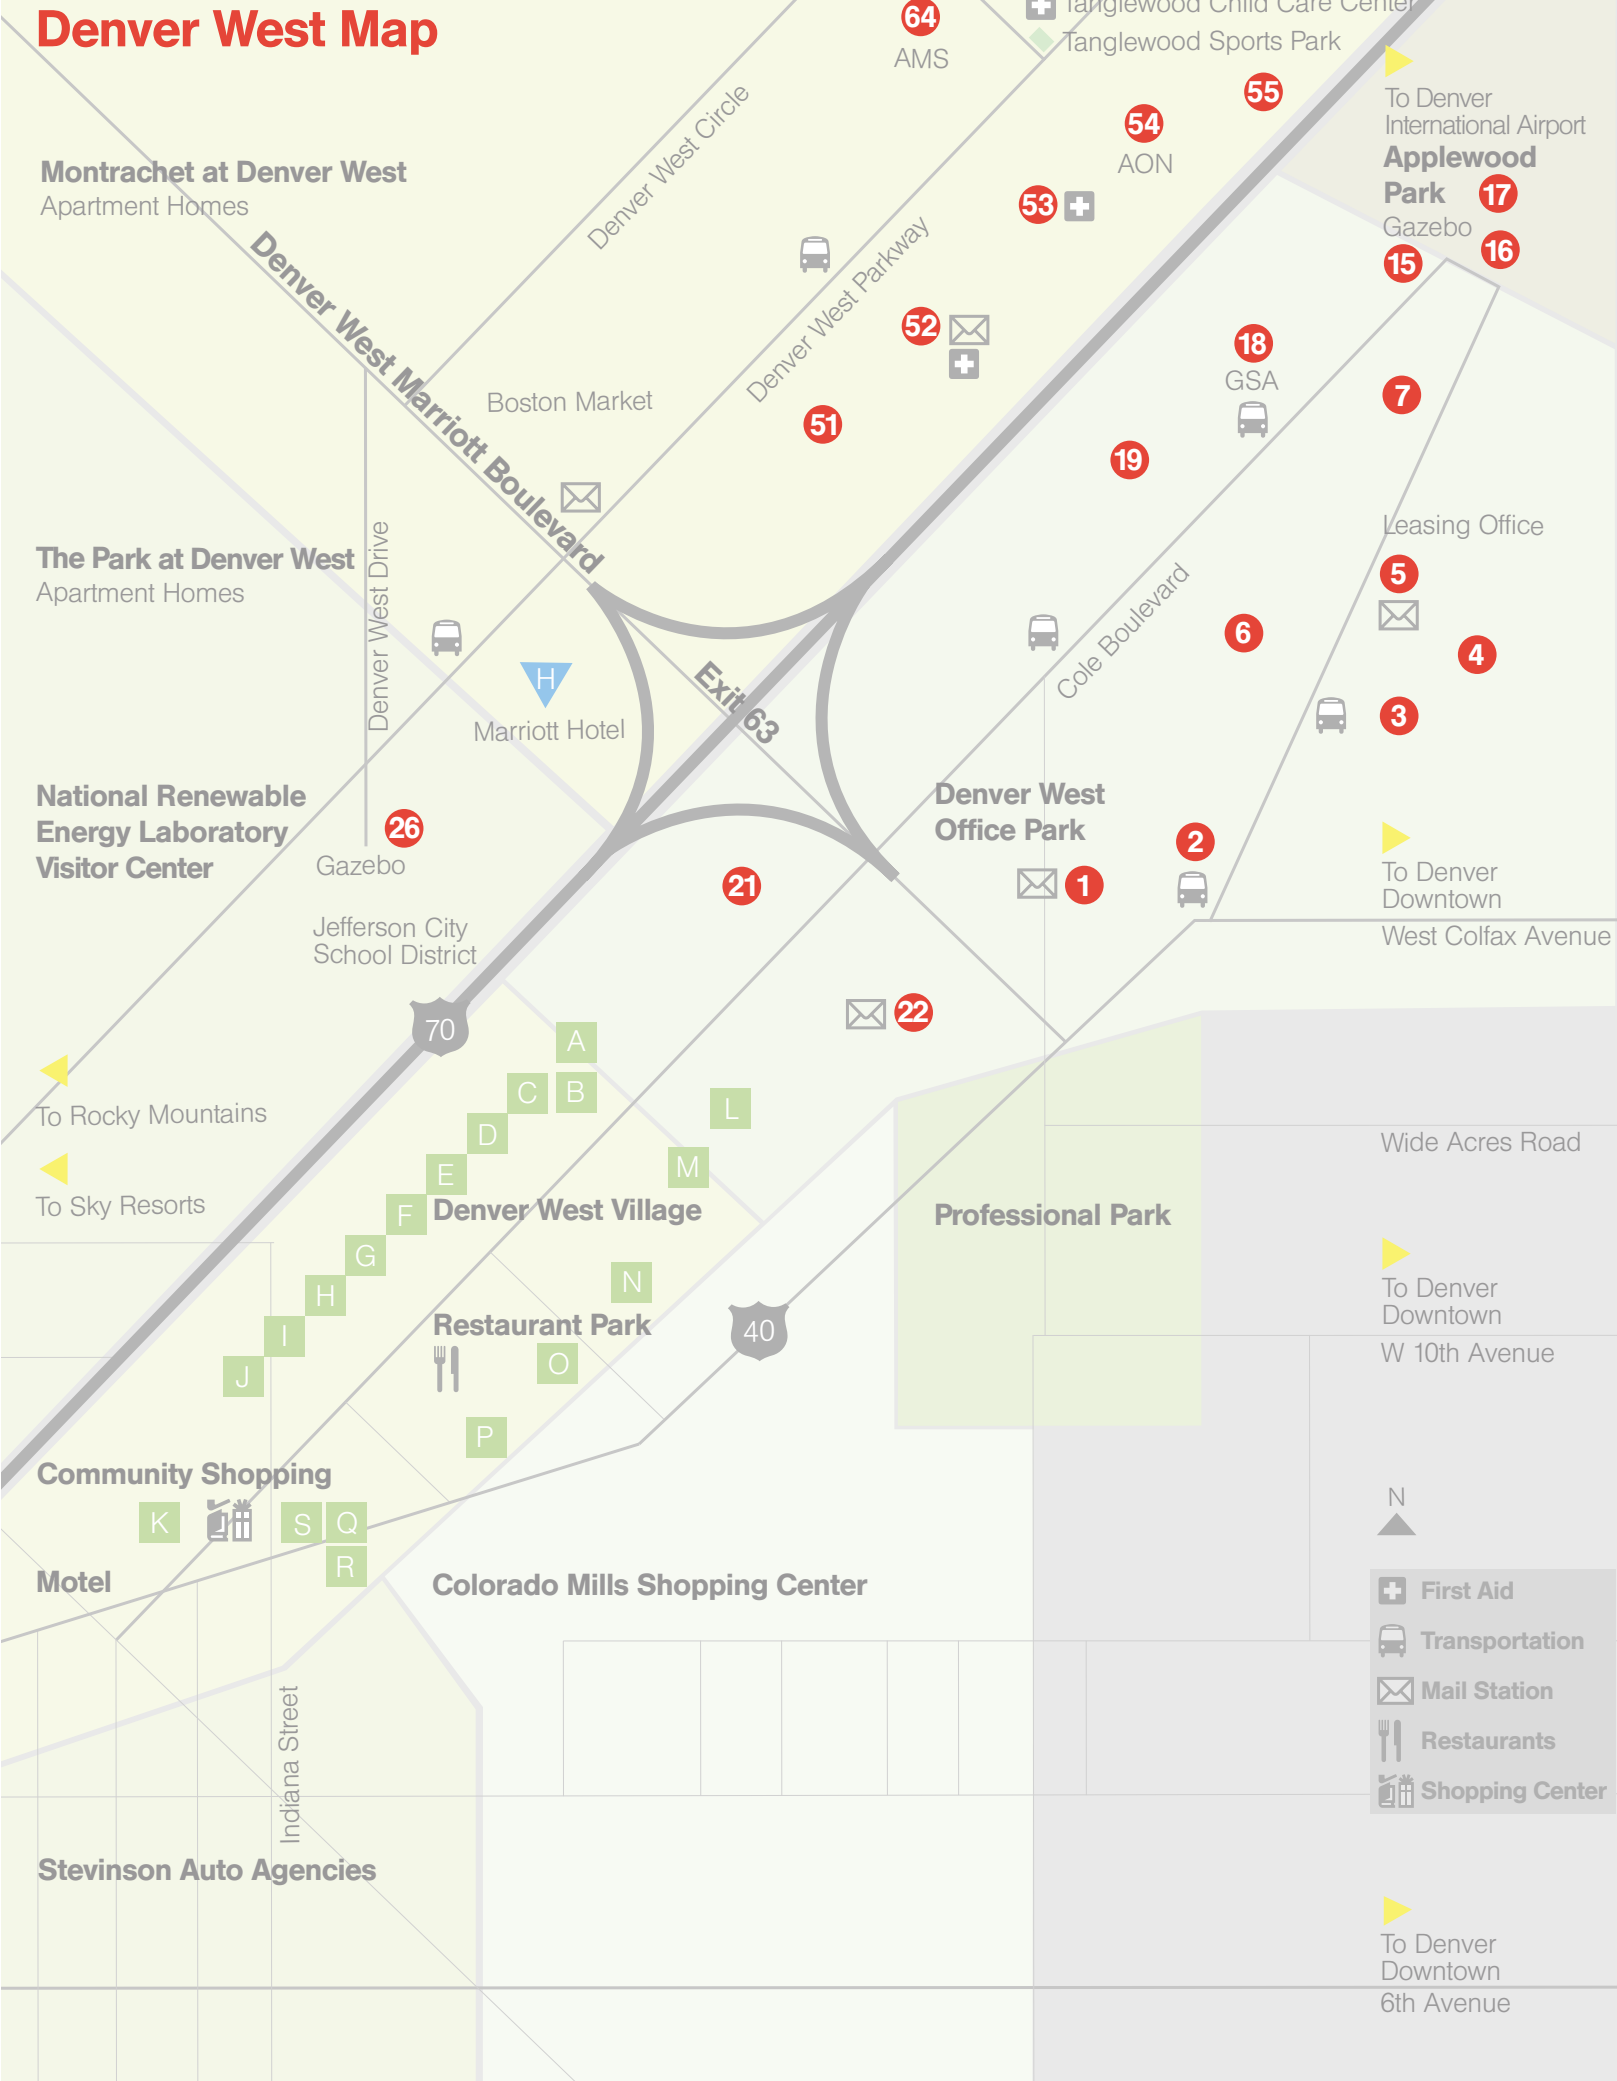 Denver West Map
64
AMS
Tanglewood Child Care Center
Tanglewood Sports Park
55
54
AON
To Denver
International Airport
Applewood
Park
17
Gazebo
16
15
53
Montrachet at Denver West
Apartment Homes
Denver West Circle
Denver West Marriott Boulevard
Denver West Parkway
52
51
Boston Market
18
GSA
7
19
Leasing Office
5
4
6
3
Cole Boulevard
The Park at Denver West
Apartment Homes
Denver West Drive
H
Marriott Hotel
Exit 63
National Renewable
Energy Laboratory
Visitor Center
26
Gazebo
Jefferson City
School District
Denver West
Office Park
2
1
21
22
To Denver
Downtown
West Colfax Avenue
70
To Rocky Mountains
To Sky Resorts
A
B
C
D
E
F
G
H
I
J
L
M
Denver West Village
N
Restaurant Park
O
P
40
Professional Park
Wide Acres Road
To Denver
Downtown
W 10th Avenue
Community Shopping
K
S
Q
R
Motel
Colorado Mills Shopping Center
Indiana Street
Stevinson Auto Agencies
N
First Aid
Transportation
Mail Station
Restaurants
Shopping Center
To Denver
Downtown
6th Avenue